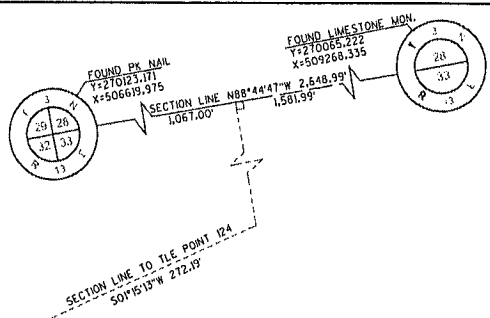 FOUND PK NAIL
Y=270123.171
X=506619.975
FOUND LIMESTONE MON.
Y=270065.222
X=509268.335
SECTION LINE N88°44'47"W 2,648.99'
1,067.00'
1,581.99'
T 3 N
29 28
32 33
R 13 E
T 3 N
28
33
R 13 E
SECTION LINE TO TLE POINT 124
S01°15'13"W 272.19'